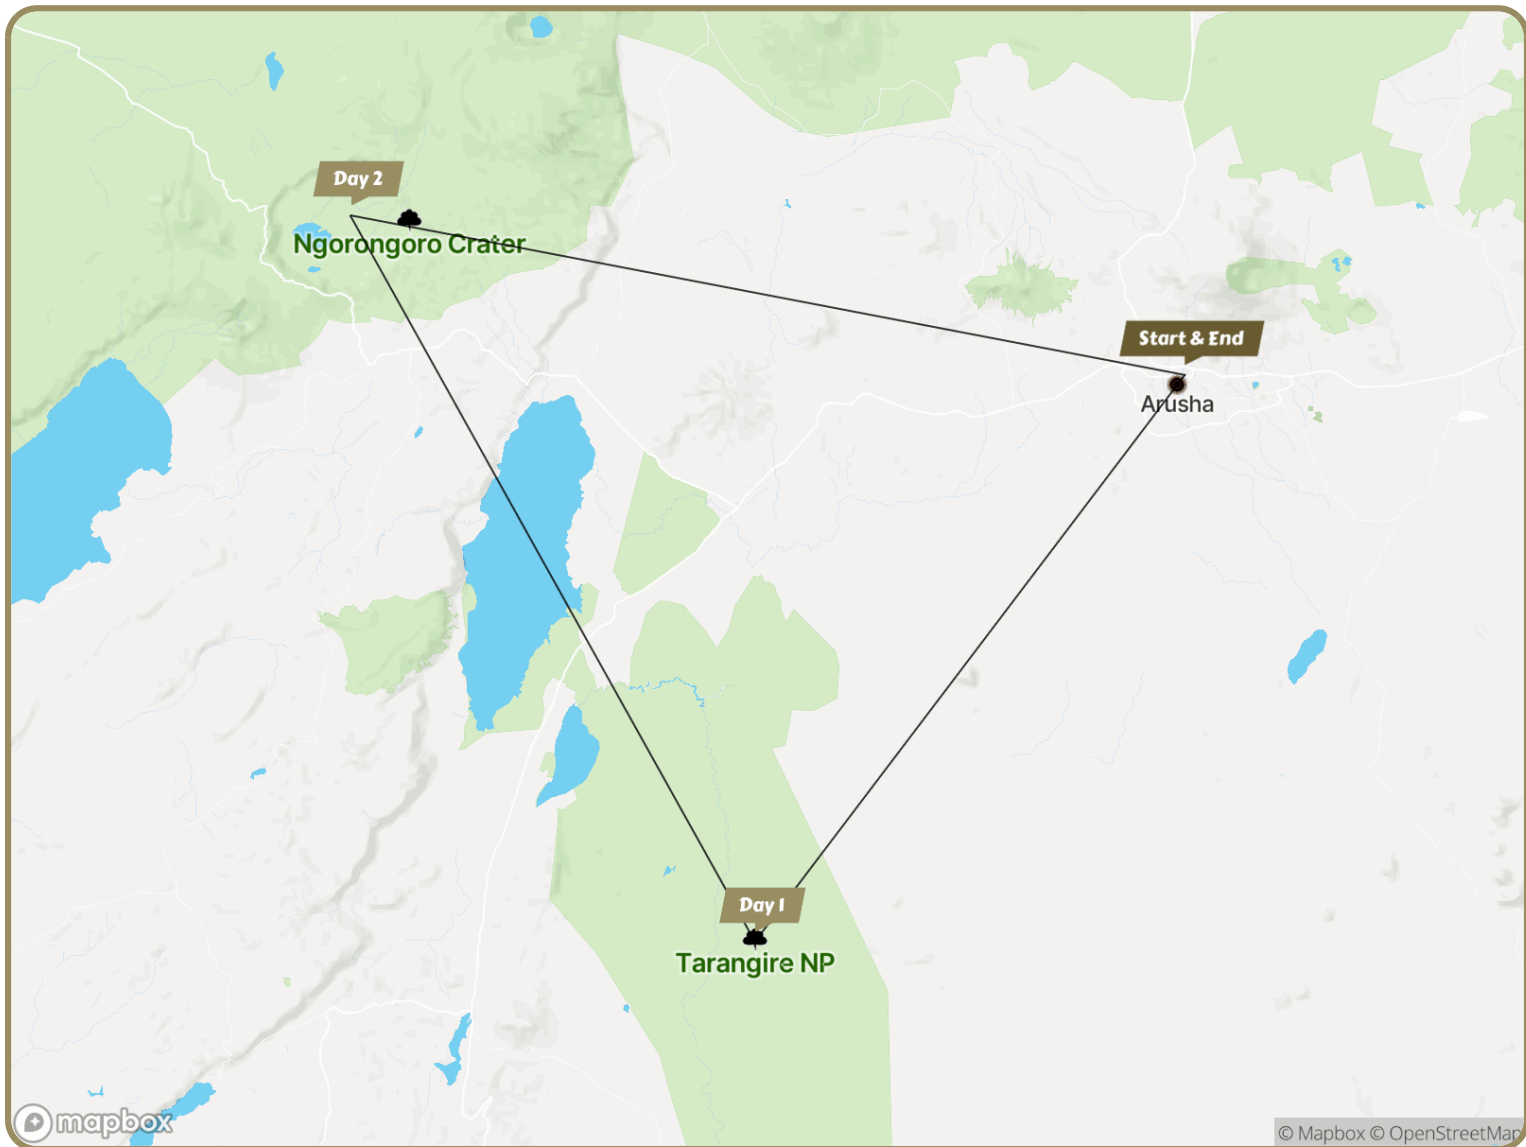 Day 2
Ngorongoro Crater
Start & End
Arusha
Day 1
Tarangire NP
mapbox
© Mapbox © OpenStreetMap